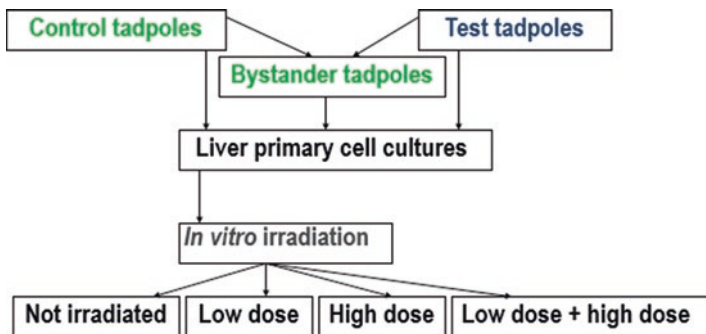 Control tadpoles
Test tadpoles
Bystander tadpoles
Liver primary cell cultures
In vitro irradiation
Not irradiated
Low dose
High dose
Low dose + high dose